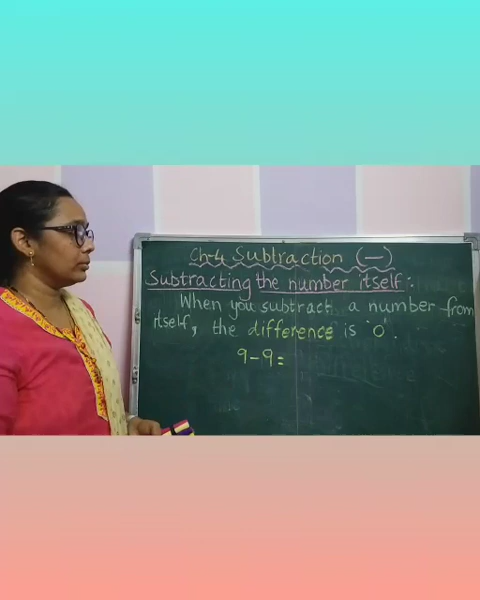 Ch-4 Subtraction (-)
Subtracting the number itself:
When you subtract a number from
itself, the difference is '0'.
9-9=